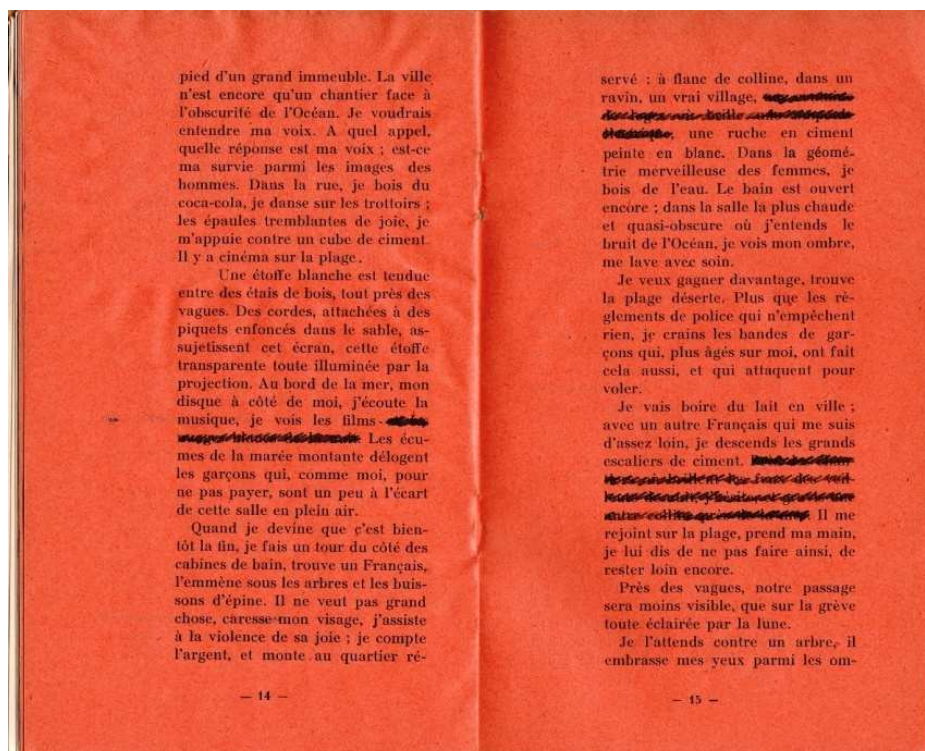 pied d'un grand immeuble. La ville
n'est encore qu'un chantier face à
l'obscurité de l'Océan. Je voudrais
entendre ma voix. A quel appel,
quelle réponse est ma voix ; est-ce
ma survie parmi les images des
hommes. Dans la rue, je bois du
coca-cola, je danse sur les trottoirs ;
les épaules tremblantes de joie, je
m'appuie contre un cube de ciment.
Il y a cinéma sur la plage.
Une étoffe blanche est tendue
entre des étais de bois, tout près des
vagues. Des cordes, attachées à des
piquets enfoncés dans le sable, as-
sujetissent cet écran, cette étoffe
transparente toute illuminée par la
projection. Au bord de la mer, mon
disque à côté de moi, j'écoute la
musique, je vois les films
Les écu-
mes de la marée montante délogent
les garçons qui, comme moi, pour
ne pas payer, sont un peu à l'écart
de cette salle en plein air.
Quand je devine que ç'est bien-
tôt la fin, je fais un tour du côté des
cabines de bain, trouve un Français,
l'emmène sous les arbres et les buis-
sons d'épine. Il ne veut pas grand
chose, caresse mon visage, j'assiste
à la violence de sa joie ; je compte
l'argent, et monte au quartier ré-
— 14 —
servé : à flanc de colline, dans un
ravin, un vrai village,
, une ruche en ciment
peinte en blanc. Dans la géomé-
trie merveilleuse des femmes, je
bois de l'eau. Le bain est ouvert
encore ; dans la salle la plus chaude
et quasi-obscure où j'entends le
bruit de l'Océan, je vois mon ombre,
me lave avec soin.
Je veux gagner davantage, trouve
la plage déserte. Plus que les rè-
glements de police qui n'empêchent
rien, je crains les bandes de gar-
çons qui, plus âgés sur moi, ont fait
cela aussi, et qui attaquent pour
voler.
Je vais boire du lait en ville ;
avec un autre Français qui me suis
d'assez loin, je descends les grands
escaliers de ciment.
Il me
rejoint sur la plage, prend ma main,
je lui dis de ne pas faire ainsi, de
rester loin encore.
Près des vagues, notre passage
sera moins visible, que sur la grève
toute éclairée par la lune.
Je l'attends contre un arbre, il
embrasse mes yeux parmi les om-
— 15 —